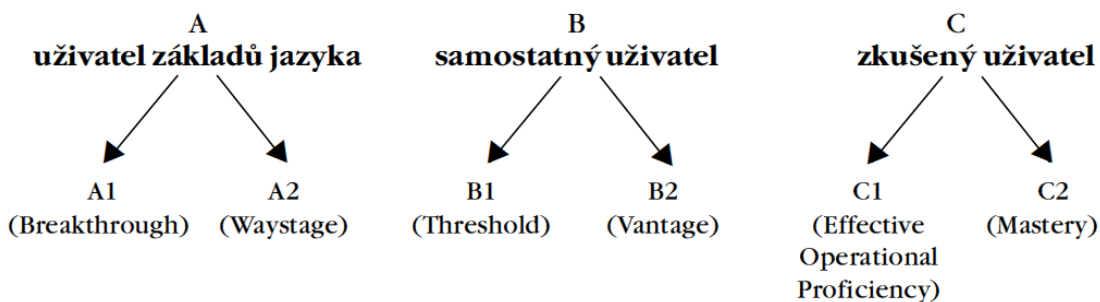 A
uživatel základů jazyka
B
samostatný uživatel
C
zkušený uživatel
A1
(Breakthrough)
A2
(Waystage)
B1
(Threshold)
B2
(Vantage)
C1
(Effective
Operational
Proficiency)
C2
(Mastery)